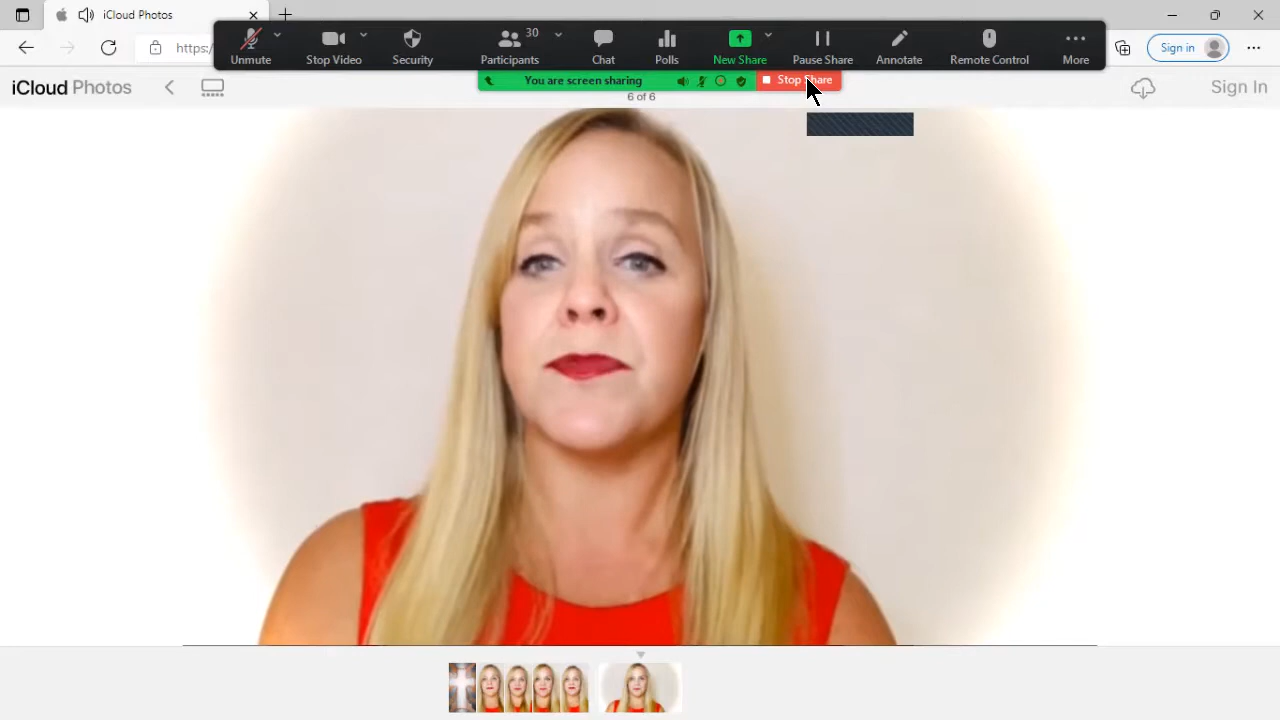 iCloud Photos
https:/
Sign in
Unmute
Stop Video
Security
Participants
30
Chat
Polls
New Share
Pause Share
Annotate
Remote Control
More
You are screen sharing
Stop Share
iCloud Photos
6 of 6
Sign In